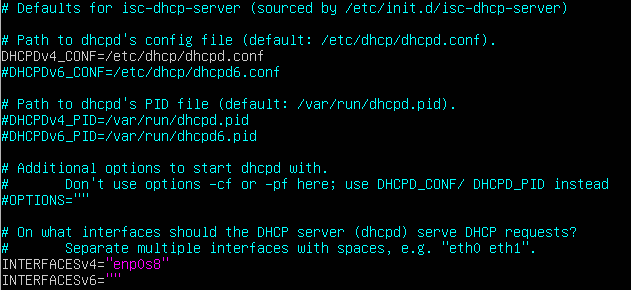 # Defaults for isc-dhcp-server (sourced by /etc/init.d/isc-dhcp-server)
# Path to dhcpd's config file (default: /etc/dhcp/dhcpd.conf).
DHCPDv4_CONF=/etc/dhcp/dhcpd.conf
#DHCPDv6_CONF=/etc/dhcp/dhcpd6.conf
# Path to dhcpd's PID file (default: /var/run/dhcpd.pid).
#DHCPDv4_PID=/var/run/dhcpd.pid
#DHCPDv6_PID=/var/run/dhcpd6.pid
# Additional options to start dhcpd with.
#       Don't use options -cf or -pf here; use DHCPD_CONF/ DHCPD_PID instead
#OPTIONS=""
# On what interfaces should the DHCP server (dhcpd) serve DHCP requests?
#       Separate multiple interfaces with spaces, e.g. "eth0 eth1".
INTERFACESv4="enp0s8"
INTERFACESv6=""